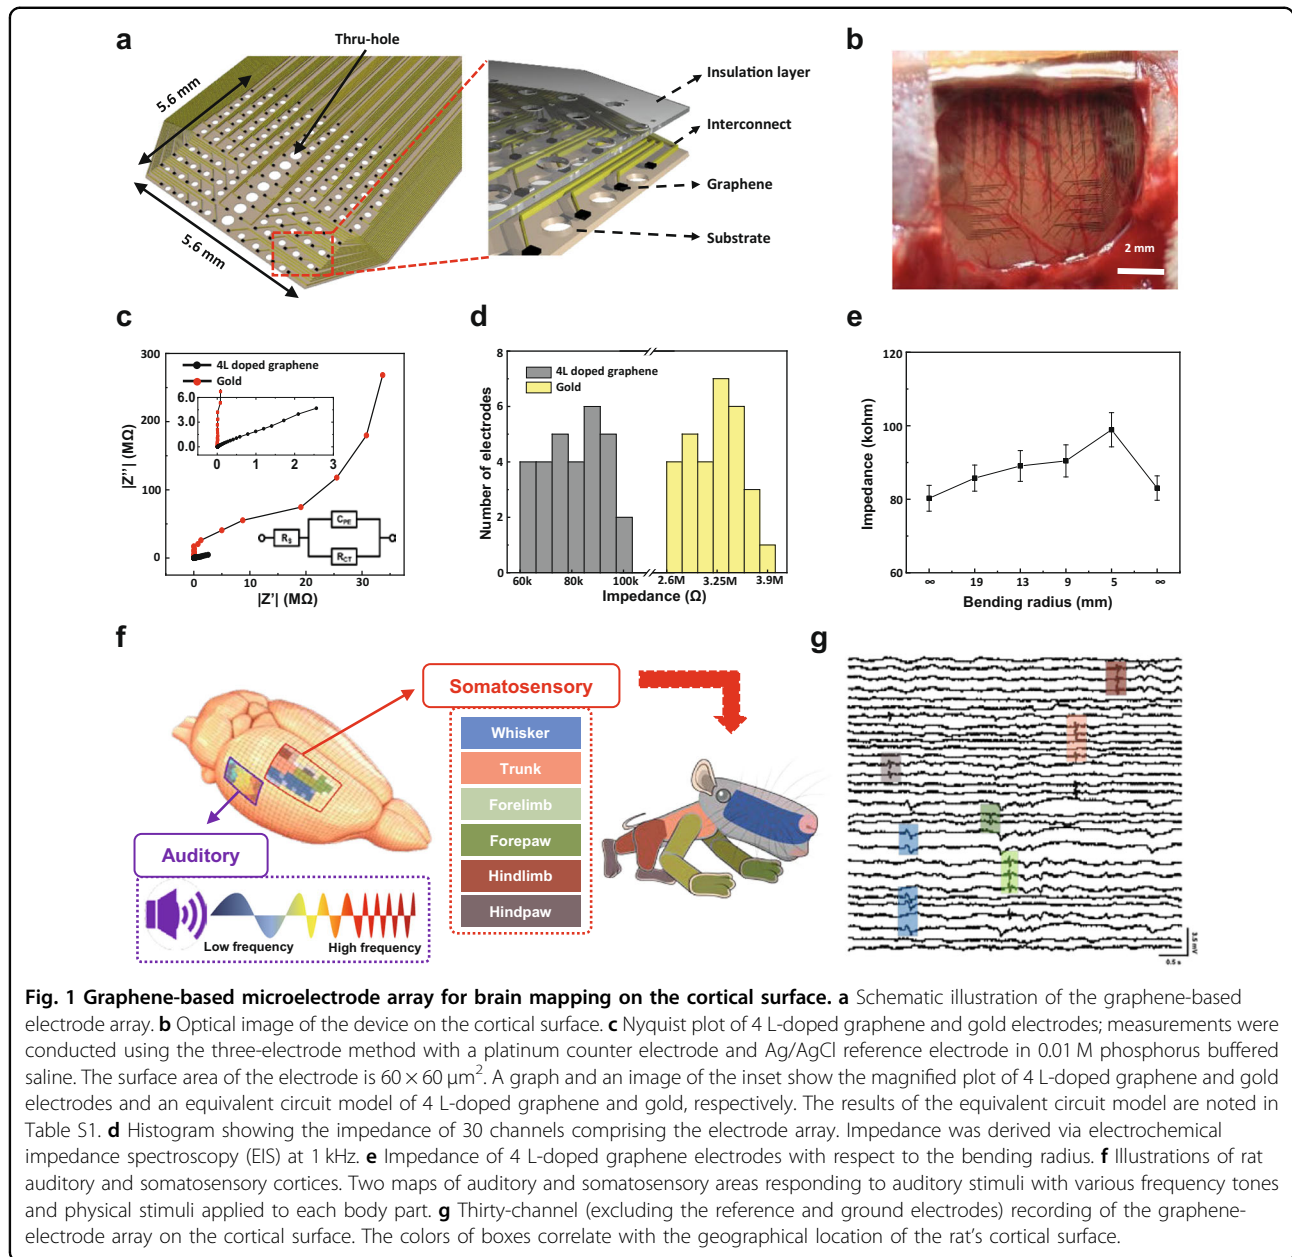 a
Thru-hole
5.6 mm
5.6 mm
Insulation layer
Interconnect
Graphene
Substrate
b
2 mm
c
300
200
100
0
|Z''| (MΩ)
4L doped graphene
Gold
6.0
3.0
0.0
0 1 2 3
R_S
C_PE
R_CT
0 10 20 30
|Z'| (MΩ)
d
8
6
4
2
0
Number of electrodes
4L doped graphene
Gold
60k 80k 100k 2.6M 3.25M 3.9M
Impedance (Ω)
e
120
100
80
60
Impedance (kohm)
∞ 19 13 9 5 ∞
Bending radius (mm)
f
Somatosensory
Whisker
Trunk
Forelimb
Forepaw
Hindlimb
Hindpaw
Auditory
Low frequency
High frequency
g
3.5 mV
0.5 s
Fig. 1 Graphene-based microelectrode array for brain mapping on the cortical surface. a Schematic illustration of the graphene-based
electrode array. b Optical image of the device on the cortical surface. c Nyquist plot of 4 L-doped graphene and gold electrodes; measurements were
conducted using the three-electrode method with a platinum counter electrode and Ag/AgCl reference electrode in 0.01 M phosphorus buffered
saline. The surface area of the electrode is 60 × 60 μm². A graph and an image of the inset show the magnified plot of 4 L-doped graphene and gold
electrodes and an equivalent circuit model of 4 L-doped graphene and gold, respectively. The results of the equivalent circuit model are noted in
Table S1. d Histogram showing the impedance of 30 channels comprising the electrode array. Impedance was derived via electrochemical
impedance spectroscopy (EIS) at 1 kHz. e Impedance of 4 L-doped graphene electrodes with respect to the bending radius. f Illustrations of rat
auditory and somatosensory cortices. Two maps of auditory and somatosensory areas responding to auditory stimuli with various frequency tones
and physical stimuli applied to each body part. g Thirty-channel (excluding the reference and ground electrodes) recording of the graphene-
electrode array on the cortical surface. The colors of boxes correlate with the geographical location of the rat's cortical surface.